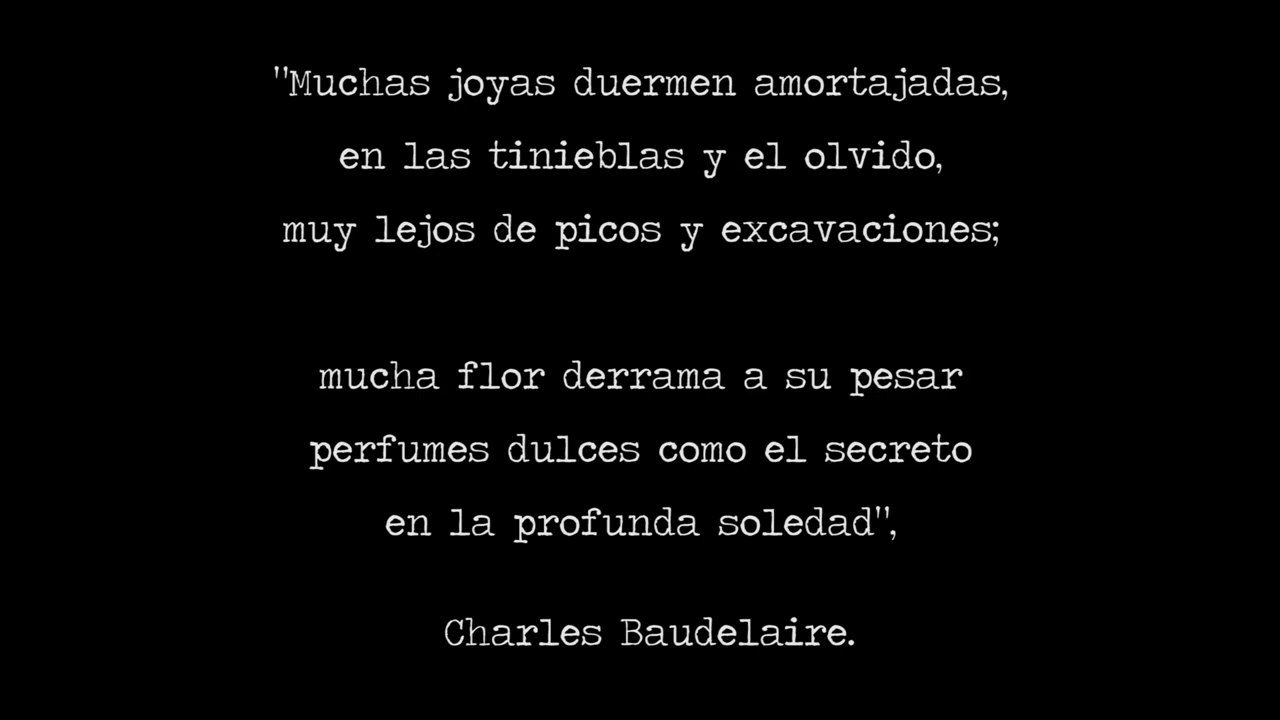 "Muchas joyas duermen amortajadas,
en las tinieblas y el olvido,
muy lejos de picos y excavaciones;
mucha flor derrama a su pesar
perfumes dulces como el secreto
en la profunda soledad",
Charles Baudelaire.